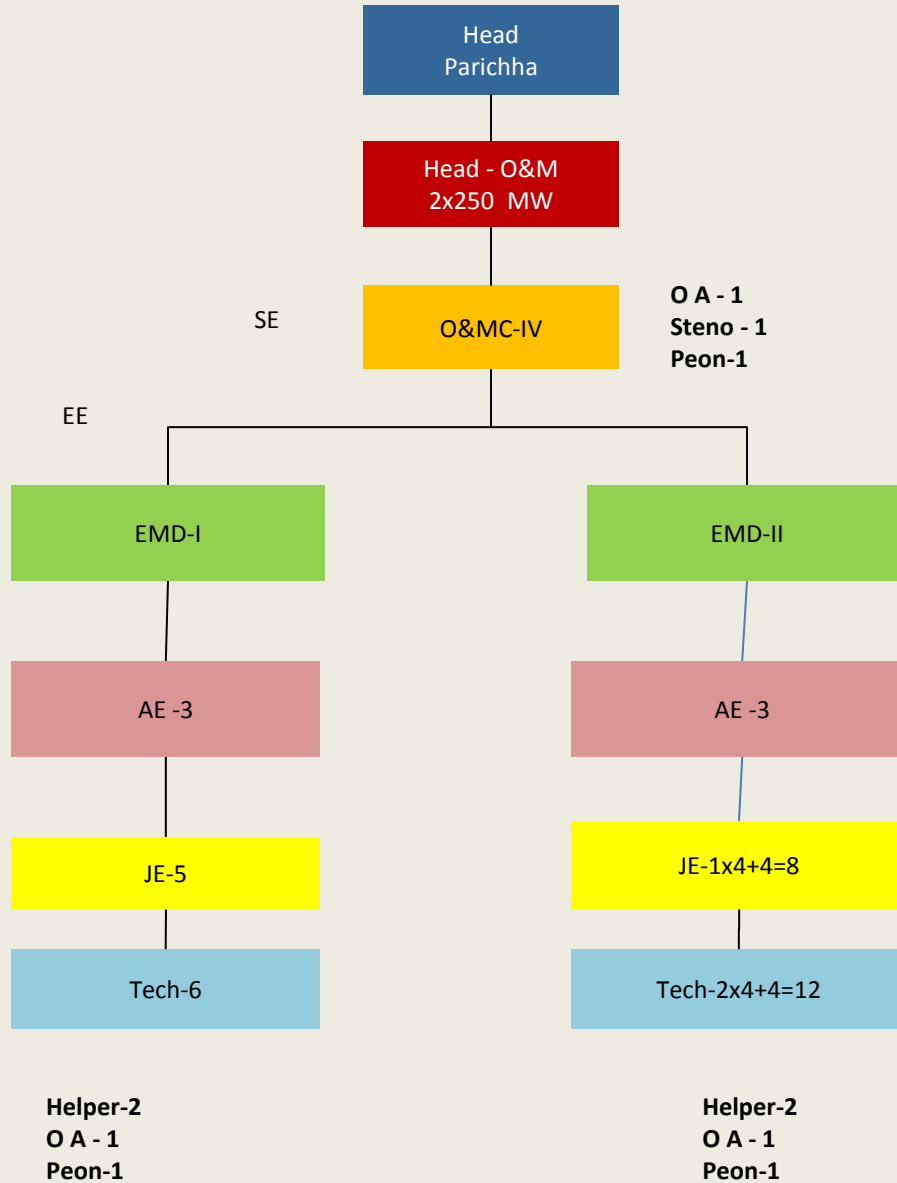 Head
Parichha
Head - O&M
2x250 MW
SE
O&MC-IV
O A - 1
Steno - 1
Peon-1
EE
EMD-I
EMD-II
AE -3
AE -3
JE-5
JE-1x4+4=8
Tech-6
Tech-2x4+4=12
Helper-2
O A - 1
Peon-1
Helper-2
O A - 1
Peon-1